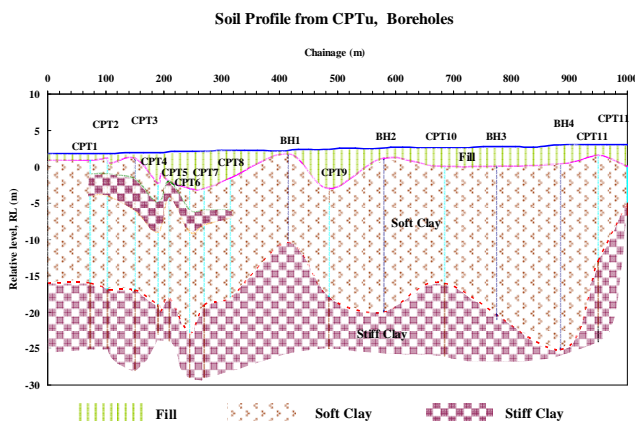 Soil Profile from CPTu, Boreholes
Chainage (m)
0 100 200 300 400 500 600 700 800 900 1000
10
5
0
-5
-10
-15
-20
-25
-30
Relative level, RL. (m)
CPT1
CPT2
CPT3
CPT4
CPT5
CPT6
CPT7
CPT8
BH1
CPT9
BH2
CPT10
BH3
BH4
CPT11
CPT11
Fill
Soft Clay
Stiff Clay
Fill Soft Clay Stiff Clay